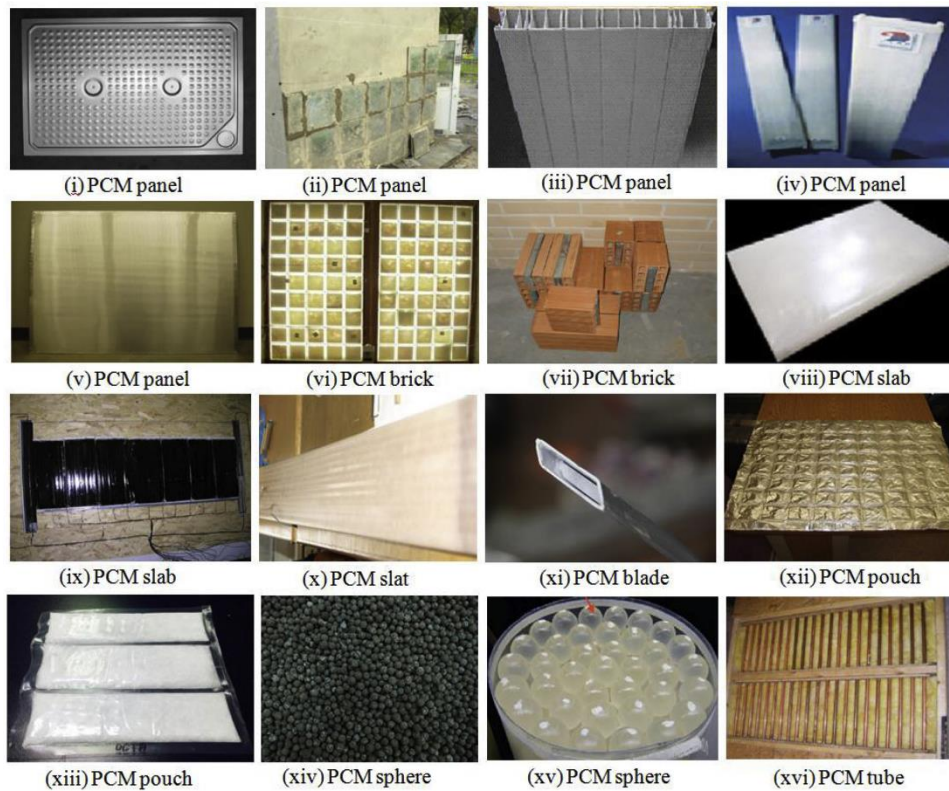 (i) PCM panel
(ii) PCM panel
(iii) PCM panel
(iv) PCM panel
(v) PCM panel
(vi) PCM brick
(vii) PCM brick
(viii) PCM slab
(ix) PCM slab
(x) PCM slat
(xi) PCM blade
(xii) PCM pouch
(xiii) PCM pouch
(xiv) PCM sphere
(xv) PCM sphere
(xvi) PCM tube